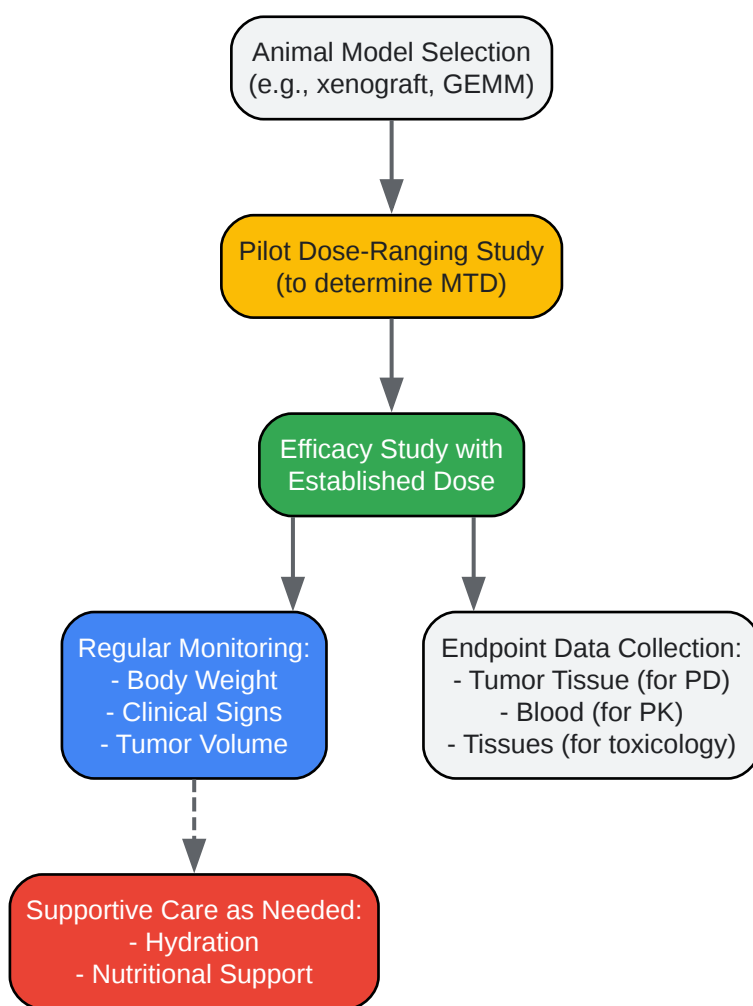 Animal Model Selection
(e.g., xenograft, GEMM)
Pilot Dose-Ranging Study
(to determine MTD)
Efficacy Study with
Established Dose
Regular Monitoring:
- Body Weight
- Clinical Signs
- Tumor Volume
Endpoint Data Collection:
- Tumor Tissue (for PD)
- Blood (for PK)
- Tissues (for toxicology)
Supportive Care as Needed:
- Hydration
- Nutritional Support